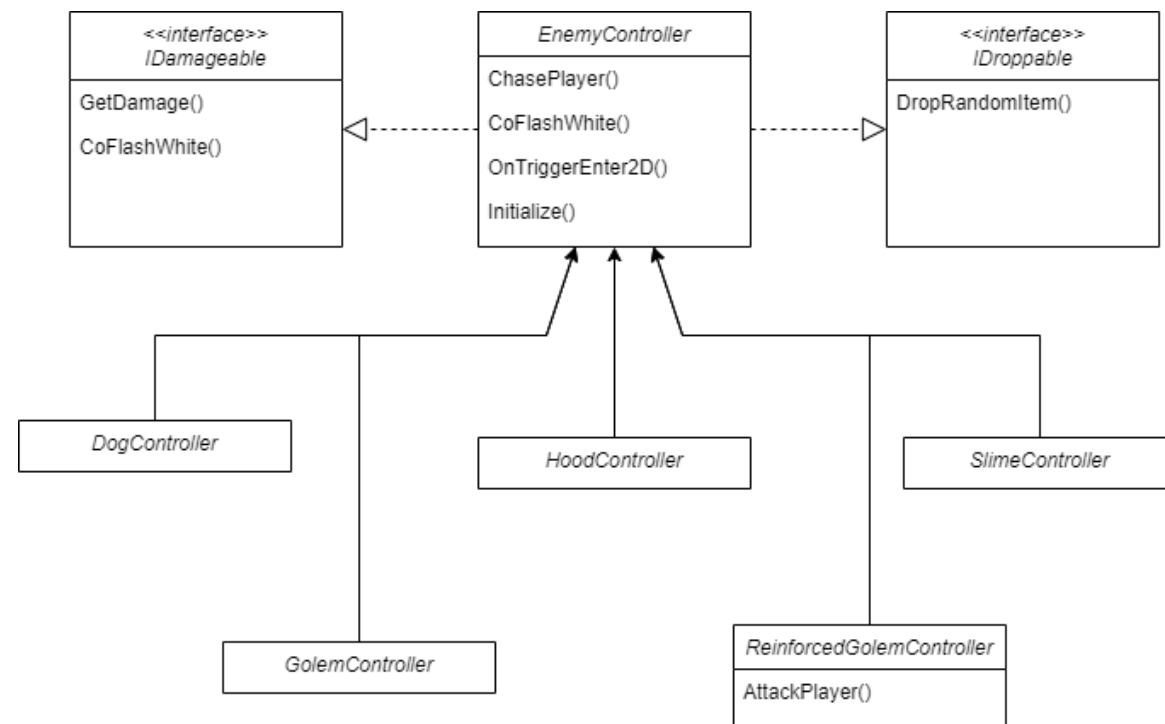 <<interface>>
IDamageable
GetDamage()
CoFlashWhite()
EnemyController
ChasePlayer()
CoFlashWhite()
OnTriggerEnter2D()
Initialize()
<<interface>>
IDroppable
DropRandomItem()
DogController
HoodController
SlimeController
GolemController
ReinforcedGolemController
AttackPlayer()